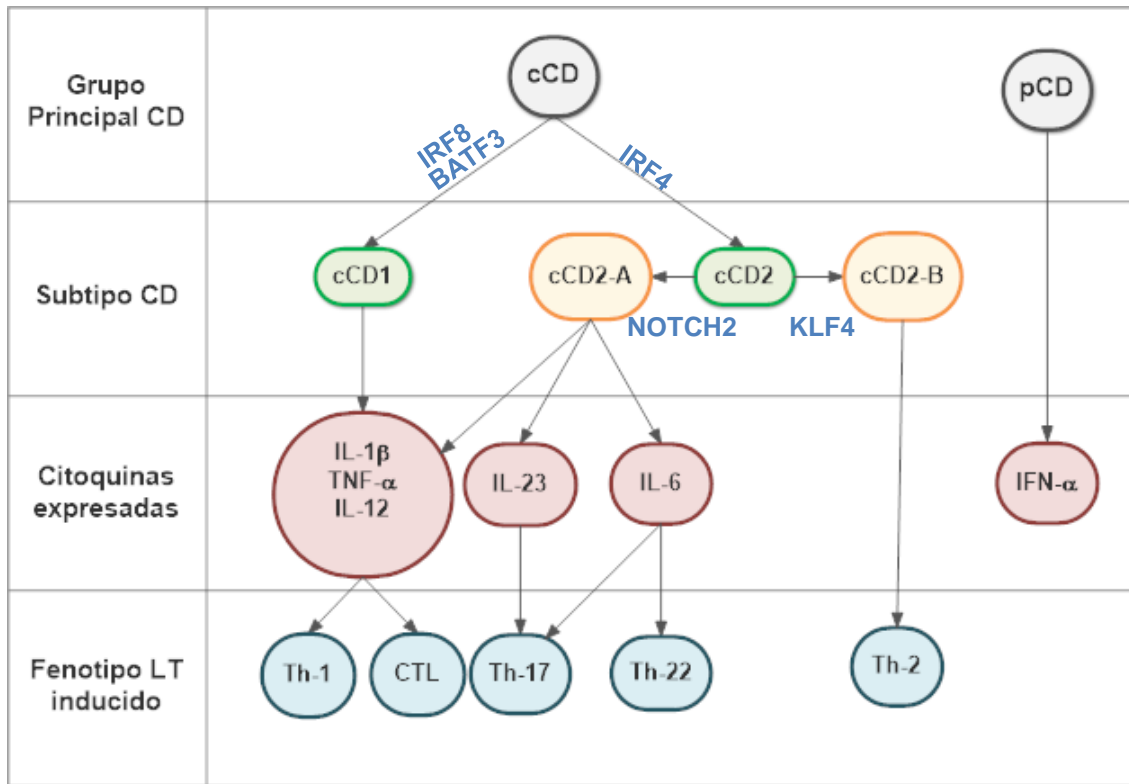 Grupo
Principal CD
cCD
pCD
IRF8
BATF3
IRF4
Subtipo CD
cCD1
cCD2-A
cCD2
cCD2-B
NOTCH2
KLF4
Citoquinas
expresadas
IL-1β
TNF-α
IL-12
IL-23
IL-6
IFN-α
Fenotipo LT
inducido
Th-1
CTL
Th-17
Th-22
Th-2